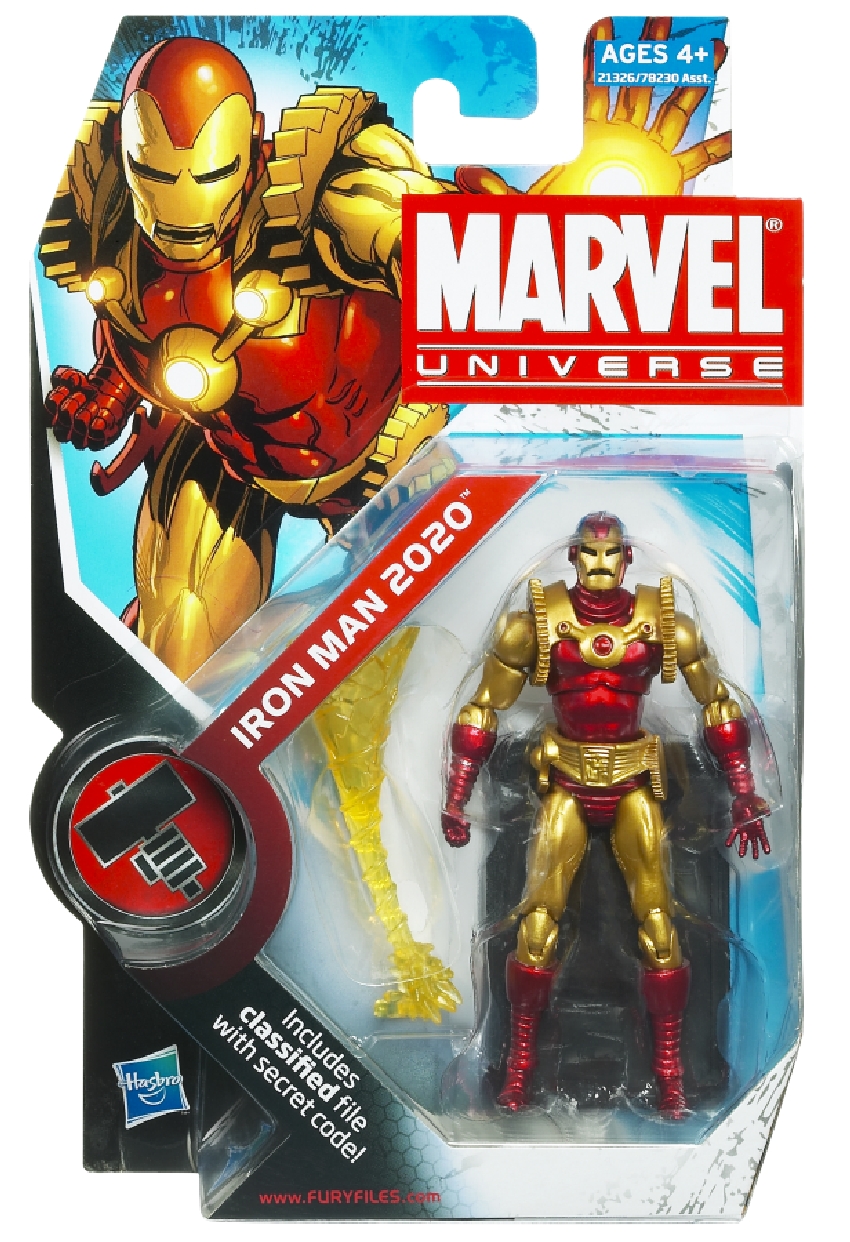 AGES 4+
21326/78230 Asst.
MARVEL®
UNIVERSE
IRON MAN 2020™
Includes
classified file
with secret code!
Hasbro
www.FURYFILES.com